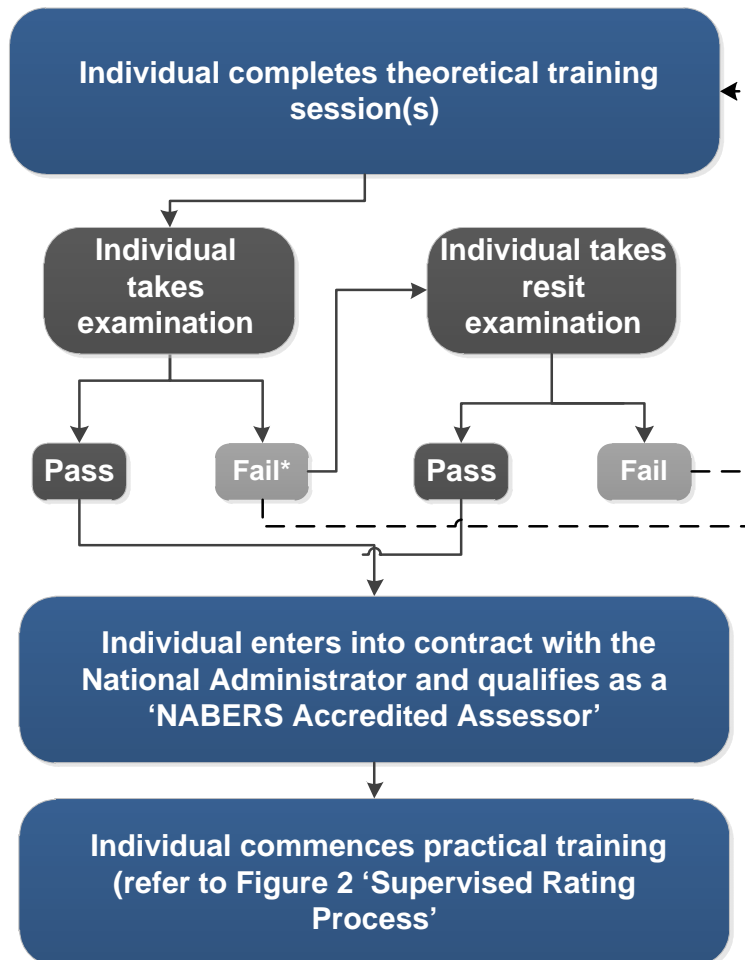 Individual completes theoretical training
session(s)
Individual
takes
examination
Individual takes
resit
examination
Pass
Fail*
Pass
Fail
Individual enters into contract with the
National Administrator and qualifies as a
‘NABERS Accredited Assessor’
Individual commences practical training
(refer to Figure 2 ‘Supervised Rating
Process’